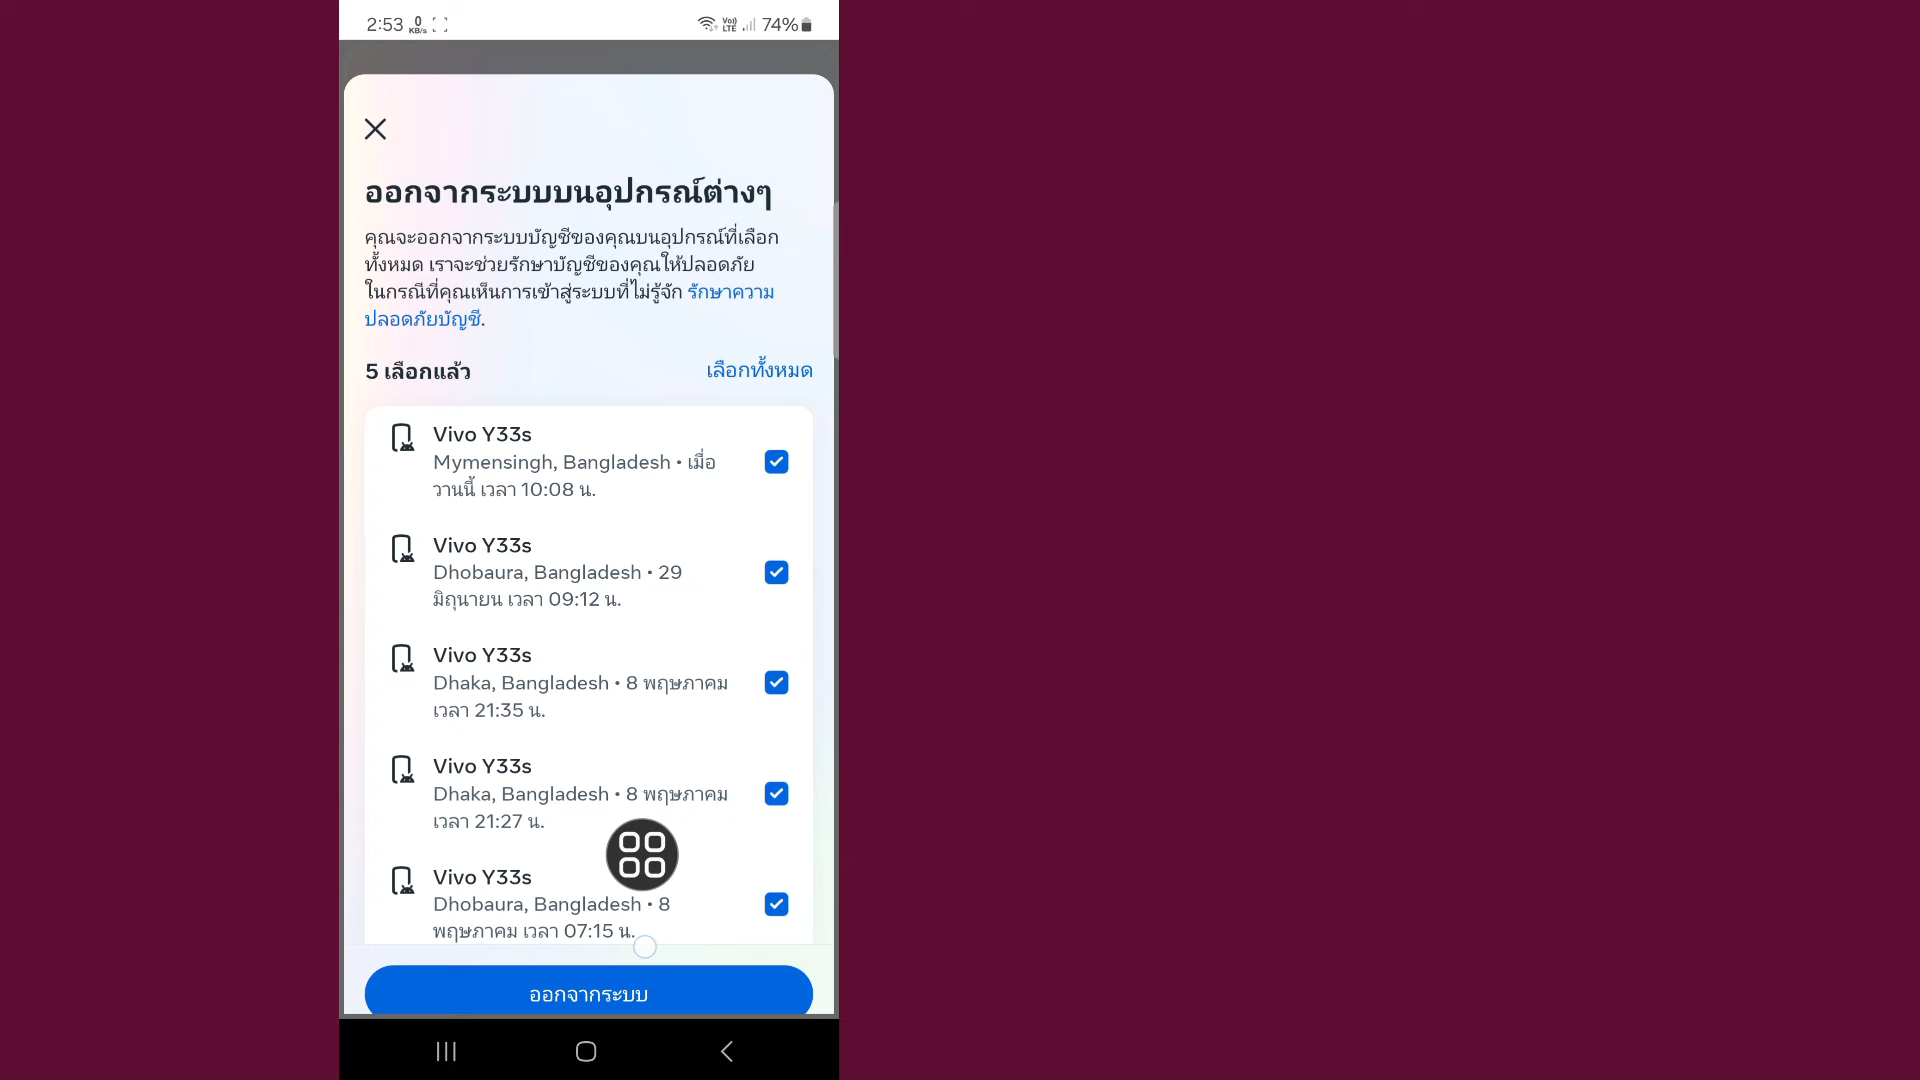 2:53 0 KB/s Vo) LTE 74%
ออกจากระบบบนอุปกรณ์ต่างๆ
คุณจะออกจากระบบบัญชีของคุณบนอุปกรณ์ที่เลือก
ทั้งหมด เราจะช่วยรักษาบัญชีของคุณให้ปลอดภัย
ในกรณีที่คุณเห็นการเข้าสู่ระบบที่ไม่รู้จัก รักษาความ
ปลอดภัยบัญชี.
5 เลือกแล้ว เลือกทั้งหมด
Vivo Y33s
Mymensingh, Bangladesh • เมื่อ
วานนี้ เวลา 10:08 น.
Vivo Y33s
Dhobaura, Bangladesh • 29
มิถุนายน เวลา 09:12 น.
Vivo Y33s
Dhaka, Bangladesh • 8 พฤษภาคม
เวลา 21:35 น.
Vivo Y33s
Dhaka, Bangladesh • 8 พฤษภาคม
เวลา 21:27 น.
Vivo Y33s
Dhobaura, Bangladesh • 8
พฤษภาคม เวลา 07:15 น.
ออกจากระบบ